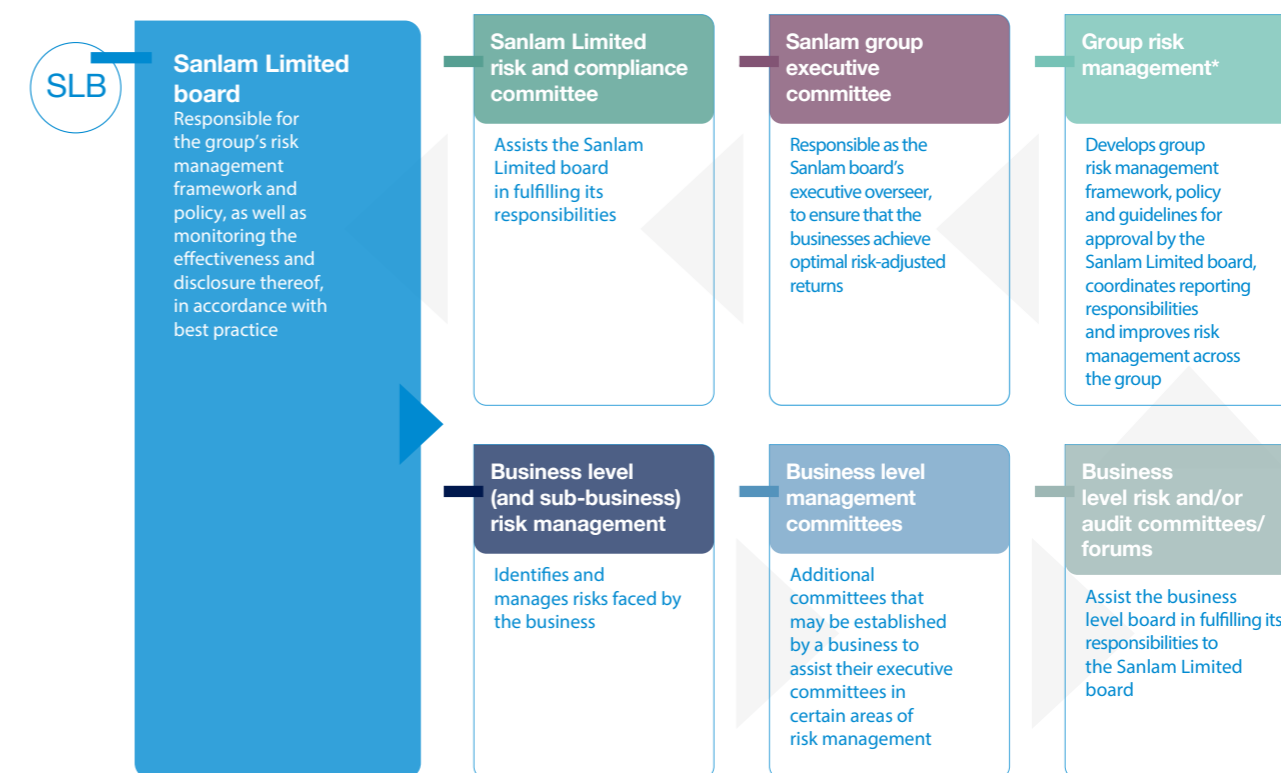 SLB
Sanlam Limited
board
Responsible for
the group's risk
management
framework and
policy, as well as
monitoring the
effectiveness and
disclosure thereof,
in accordance with
best practice
Sanlam Limited
risk and compliance
committee
Assists the Sanlam
Limited board
in fulfilling its
responsibilities
Sanlam group
executive
committee
Responsible as the
Sanlam board's
executive overseer,
to ensure that the
businesses achieve
optimal risk-adjusted
returns
Group risk
management*
Develops group
risk management
framework, policy
and guidelines for
approval by the
Sanlam Limited board,
coordinates reporting
responsibilities
and improves risk
management across
the group
Business level
(and sub-business)
risk management
Identifies and
manages risks faced by
the business
Business level
management
committees
Additional
committees that
may be established
by a business to
assist their executive
committees in
certain areas of
risk management
Business
level risk and/or
audit committees/
forums
Assist the business
level board in fulfilling its
responsibilities to
the Sanlam Limited
board